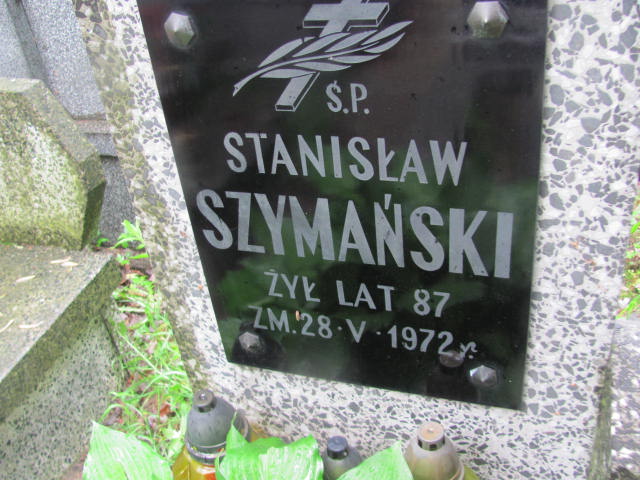 Ś.P.
STANISŁAW
SZYMAŃSKI
ŻYŁ LAT 87
ZM. 28·V·1972 r.